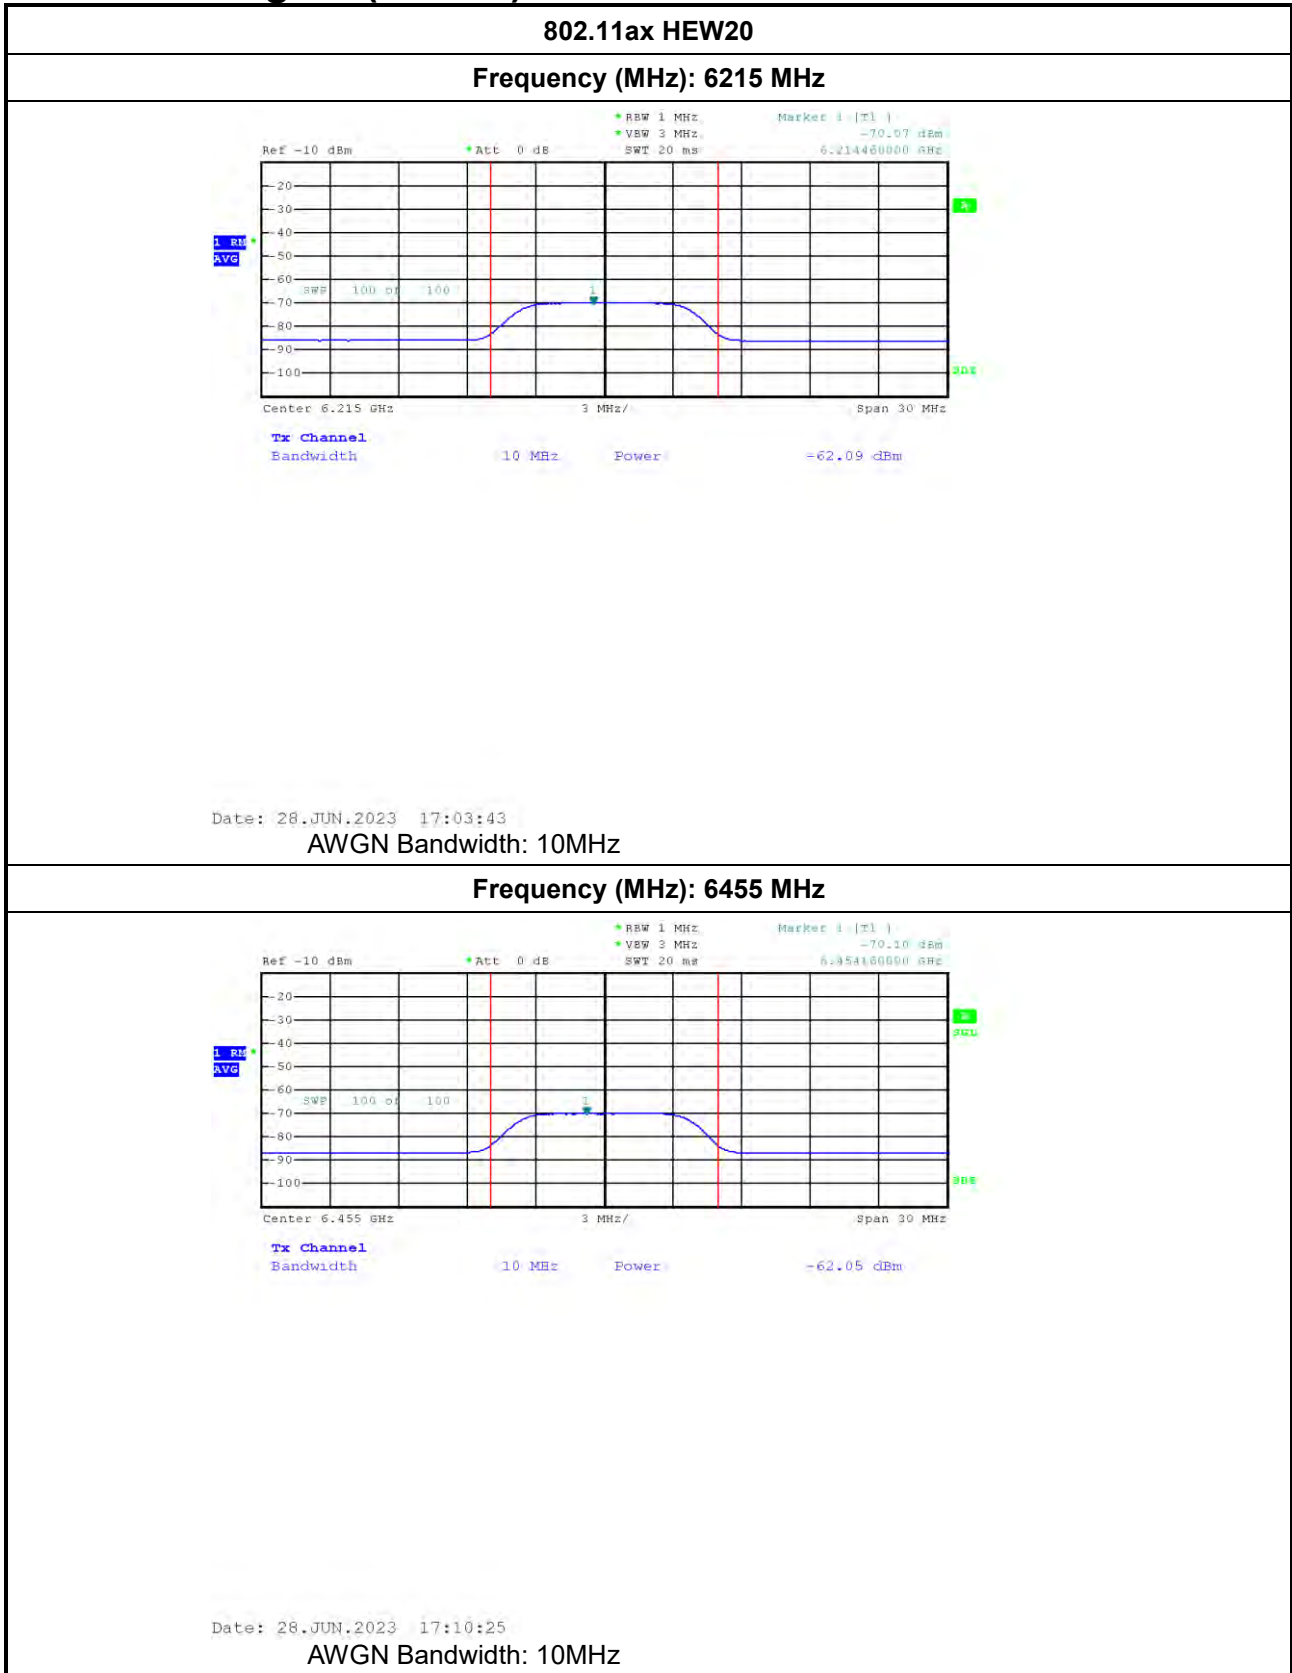 802.11ax HEW20
Frequency (MHz): 6215 MHz
* RBW 1 MHz
Marker 1 [T1 ]
* VBW 3 MHz
-70.07 dBm
Ref -10 dBm
* Att 0 dB
SWT 20 ms
6.214460000 GHz
-20
-30
-40
1 RM *
AVG
-50
-60
SWP 100 of 100
1
-70
-80
-90
-100
Center 6.215 GHz
3 MHz/
Span 30 MHz
Tx Channel
Bandwidth 10 MHz Power -62.09 dBm
Date: 28.JUN.2023 17:03:43
AWGN Bandwidth: 10MHz
Frequency (MHz): 6455 MHz
* RBW 1 MHz
Marker 1 [T1 ]
* VBW 3 MHz
-70.10 dBm
Ref -10 dBm
* Att 0 dB
SWT 20 ms
6.454160000 GHz
-20
-30
SGL
-40
1 RM *
AVG
-50
-60
SWP 100 of 100
1
-70
-80
-90
-100
Center 6.455 GHz
3 MHz/
Span 30 MHz
Tx Channel
Bandwidth 10 MHz Power -62.05 dBm
Date: 28.JUN.2023 17:10:25
AWGN Bandwidth: 10MHz